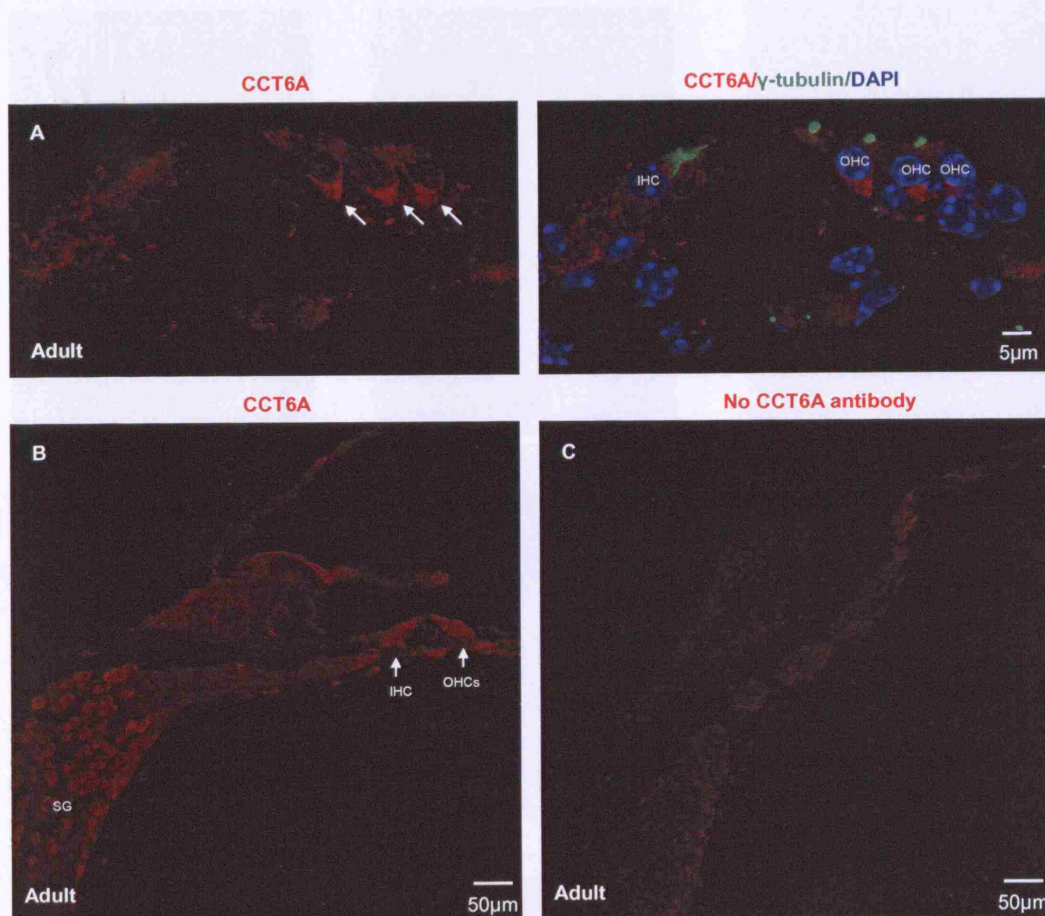 CCT6A
CCT6A/γ-tubulin/DAPI
A
Adult
IHC
OHC
OHC
OHC
5μm
CCT6A
No CCT6A antibody
B
IHC
OHCs
SG
Adult
50μm
C
Adult
50μm